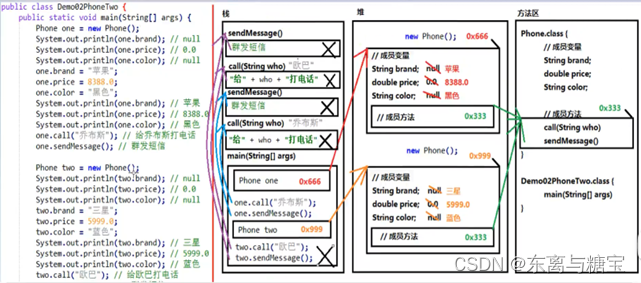 public class Demo02PhoneTwo {
public static void main(String[] args) {
Phone one = new Phone();
System.out.println(one.brand); // null
System.out.println(one.price); // 0.0
System.out.println(one.color); // null
one.brand = "苹果";
one.price = 8388.0;
one.color = "黑色";
System.out.println(one.brand); // 苹果
System.out.println(one.price); // 8388.0
System.out.println(one.color); // 黑色
one.call("乔布斯"); // 给乔布斯打电话
one.sendMessage(); // 群发短信
Phone two = new Phone();
System.out.println(two.brand); // null
System.out.println(two.price); // 0.0
System.out.println(two.color); // null
two.brand = "三星";
two.price = 5999.0;
two.color = "蓝色";
System.out.println(two.brand); // 三星
System.out.println(two.price); // 5999.0
System.out.println(two.color); // 蓝色
two.call("欧巴"); // 给欧巴打电话
栈
sendMessage()
群发短信
call(String who) "欧巴"
"给" + who + "打电话"
sendMessage()
群发短信
call(String who) "乔布斯"
"给" + who + "打电话"
main(String[] args)
Phone one 0x666
one.call("乔布斯");
one.sendMessage();
Phone two 0x999
two.call("欧巴");
two.sendMessage();
堆
new Phone(); 0x666
// 成员变量
String brand; null 苹果
double price; 0.0 8388.0
String color; null 黑色
// 成员方法 0x333
new Phone(); 0x999
// 成员变量
String brand; null 三星
double price; 0.0 5999.0
String color; null 蓝色
// 成员方法 0x333
方法区
Phone.class {
// 成员变量
String brand;
double price;
String color;
0x333
// 成员方法
call(String who)
sendMessage()
}
Demo02PhoneTwo.class {
main(String[] args)
}
CSDN @东离与糖宝